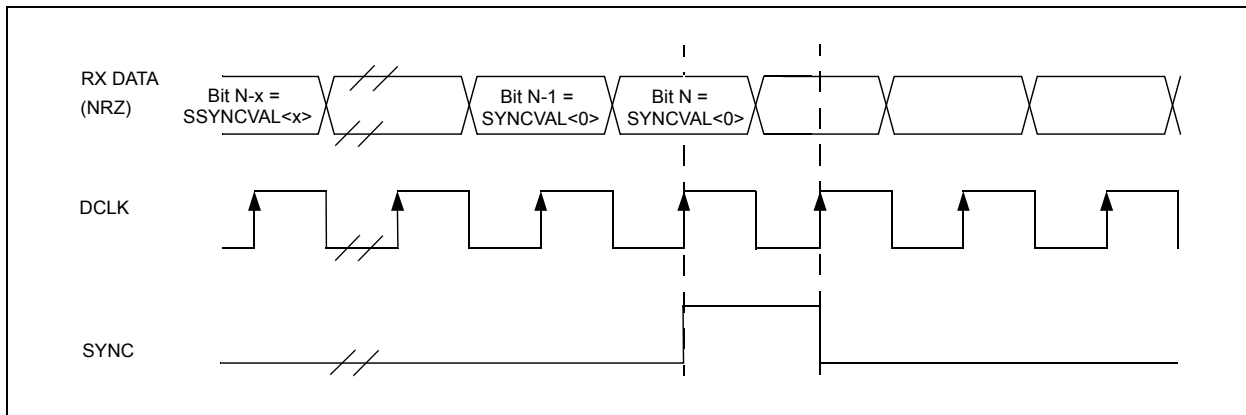 RX DATA
(NRZ)
Bit N-x =
SSYNCVAL<x>
Bit N-1 =
SYNCVAL<0>
Bit N =
SYNCVAL<0>
DCLK
SYNC